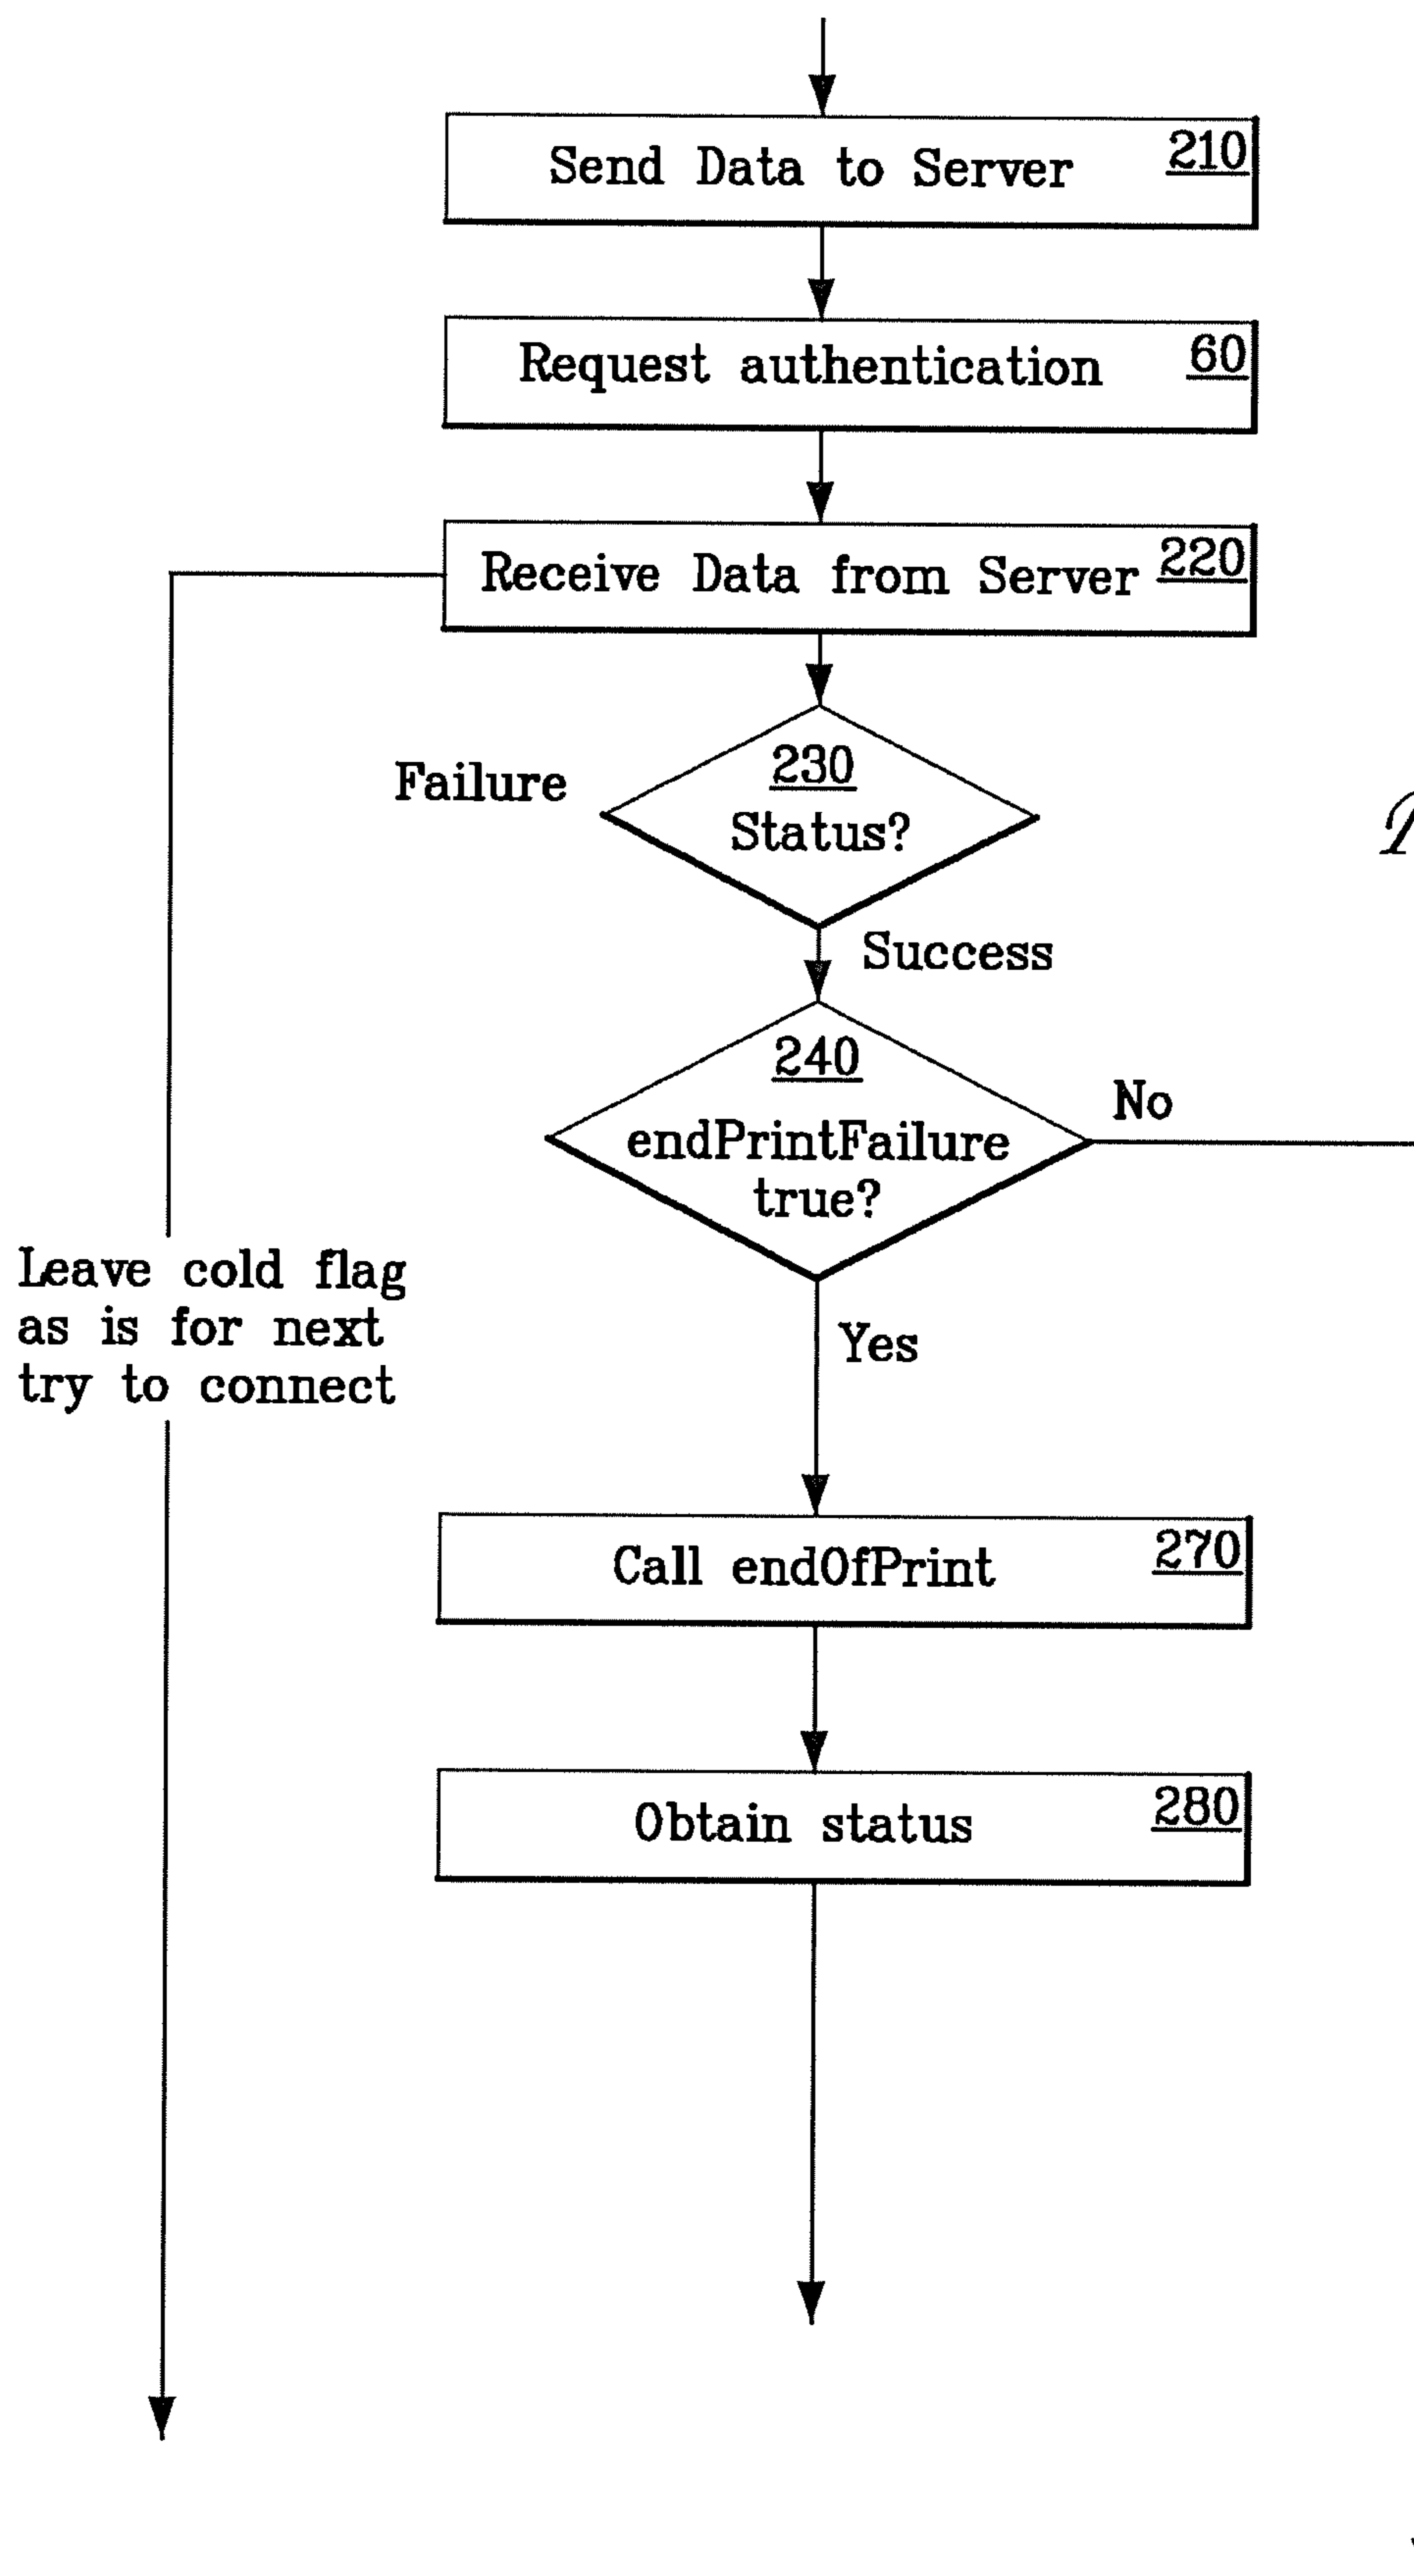 Send Data to Server 210
Request authentication 60
Receive Data from Server 220
Failure
230
Status?
Success
240
endPrintFailure
true?
No
Yes
Leave cold flag
as is for next
try to connect
Call endOfPrint 270
Obtain status 280